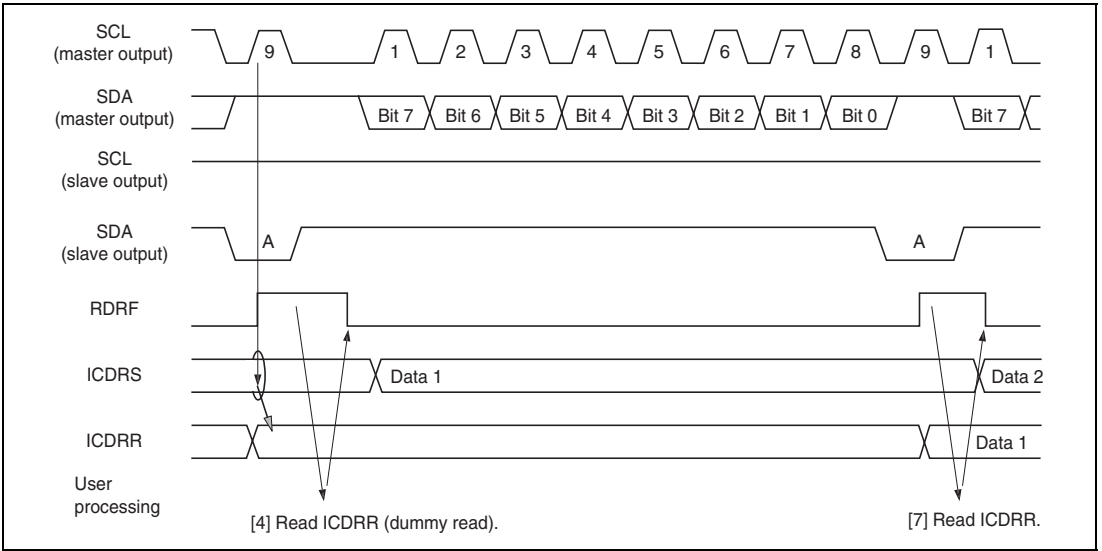 SCL
(master output)
9 1 2 3 4 5 6 7 8 9 1
SDA
(master output)
Bit 7 Bit 6 Bit 5 Bit 4 Bit 3 Bit 2 Bit 1 Bit 0 Bit 7
SCL
(slave output)
SDA
(slave output)
A A
RDRF
ICDRS
Data 1 Data 2
ICDRR
Data 1
User
processing
[4] Read ICDRR (dummy read). [7] Read ICDRR.